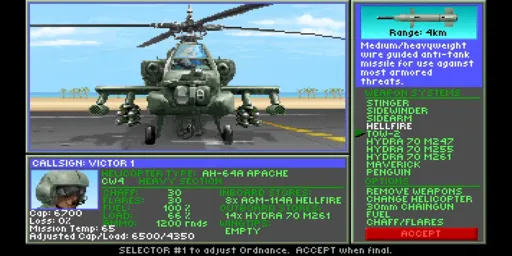 Range: 4km
Medium/heavyweight
wire guided anti-tank
missile for use against
most armored
threats.
WEAPON SYSTEMS
STINGER
SIDEWINDER
SIDEARM
HELLFIRE
TOW-2
HYDRA 70 M247
HYDRA 70 M255
HYDRA 70 M261
MAVERICK
PENGUIN
OPTIONS
REMOVE WEAPONS
CHANGE HELICOPTER
30mm CHAINGUN
FUEL
CHAFF/FLARES
ACCEPT
CALLSIGN: VICTOR 1
HELICOPTER TYPE: AH-64A APACHE
CW4 HEAVY SECTION
CHAFF: 30 INBOARD STORES:
FLARES: 30 8x AGM-114A HELLFIRE
FUEL: 100 % OUTBOARD STORES:
LOAD: 66 % 14x HYDRA 70 M261
AMMO: 1200 rnds WINGTIPS:
EMPTY
Cap: 6700
Loss: 0%
Mission Temp: 65
Adjusted Cap/Load: 6500/4350
SELECTOR #1 to adjust Ordnance. ACCEPT when final.